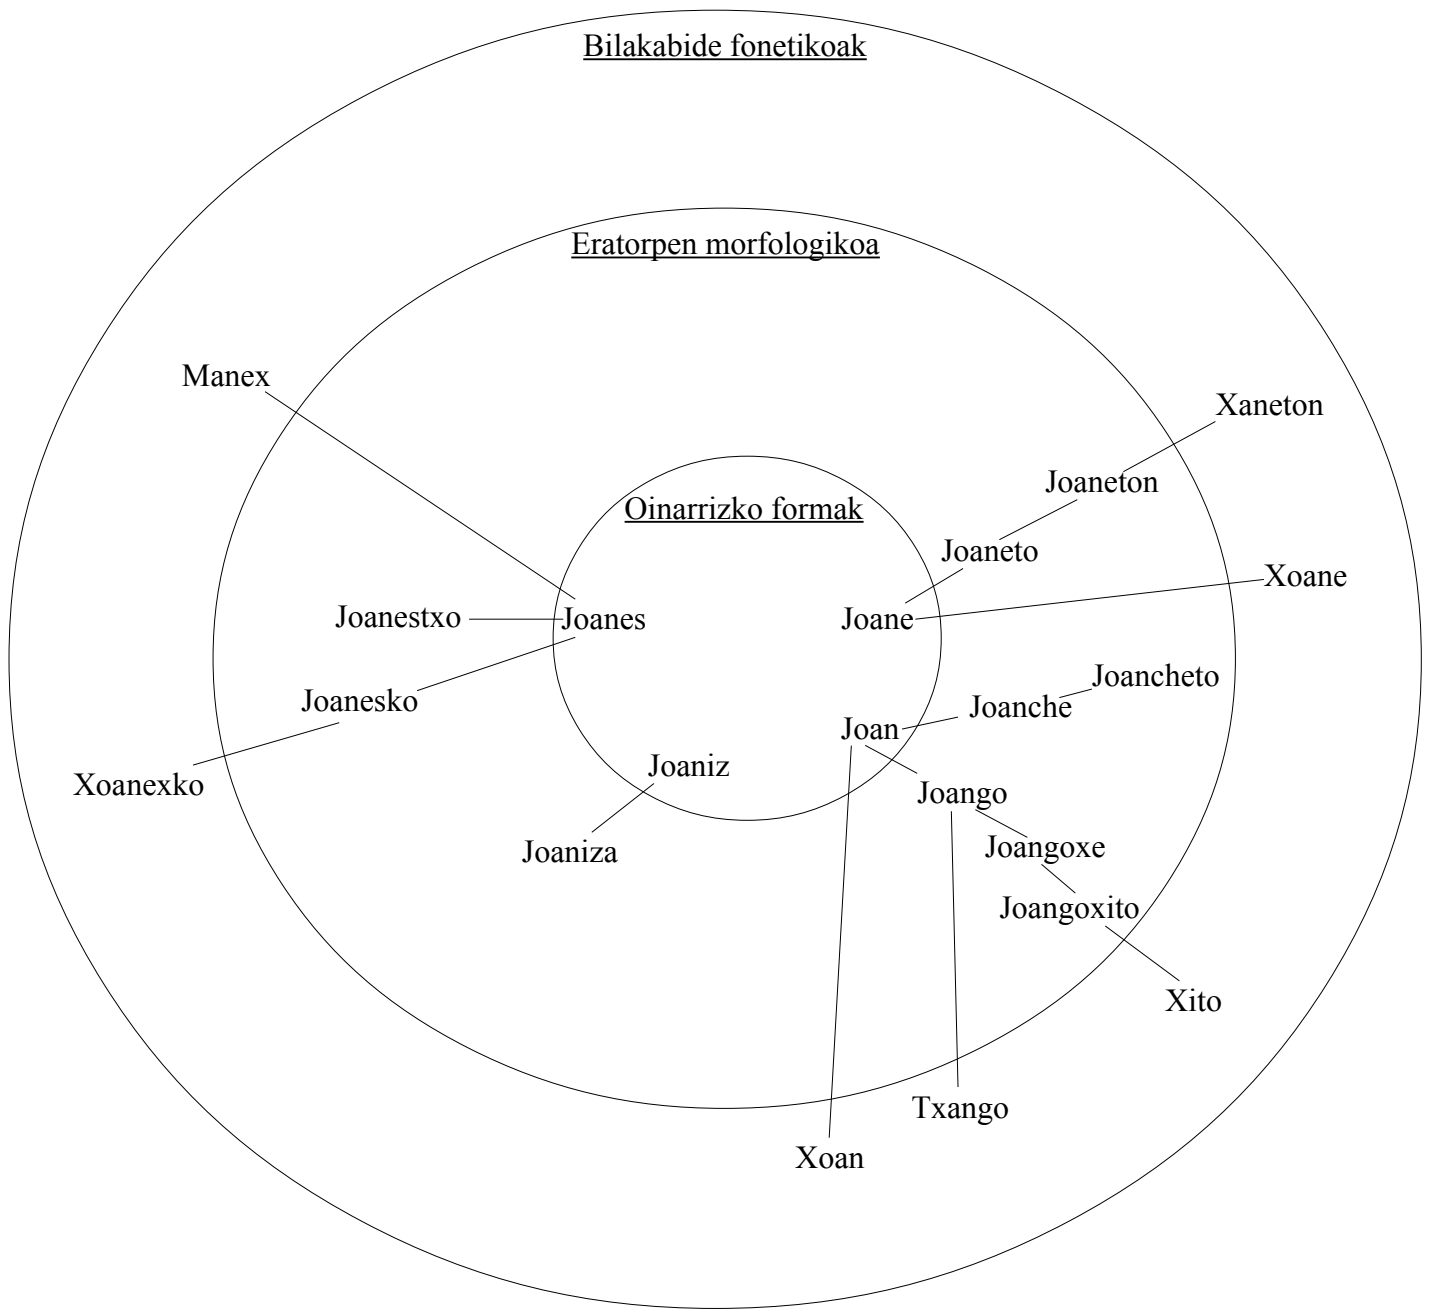 Bilakabide fonetikoak
Eratorpen morfologikoa
Manex
Xaneton
Joaneton
Oinarrizko formak
Joaneto
Xoane
Joanestxo
Joanes
Joane
Joancheto
Joanesko
Joanche
Joan
Joaniz
Xoanexko
Joango
Joaniza
Joangoxe
Joangoxito
Xito
Txango
Xoan